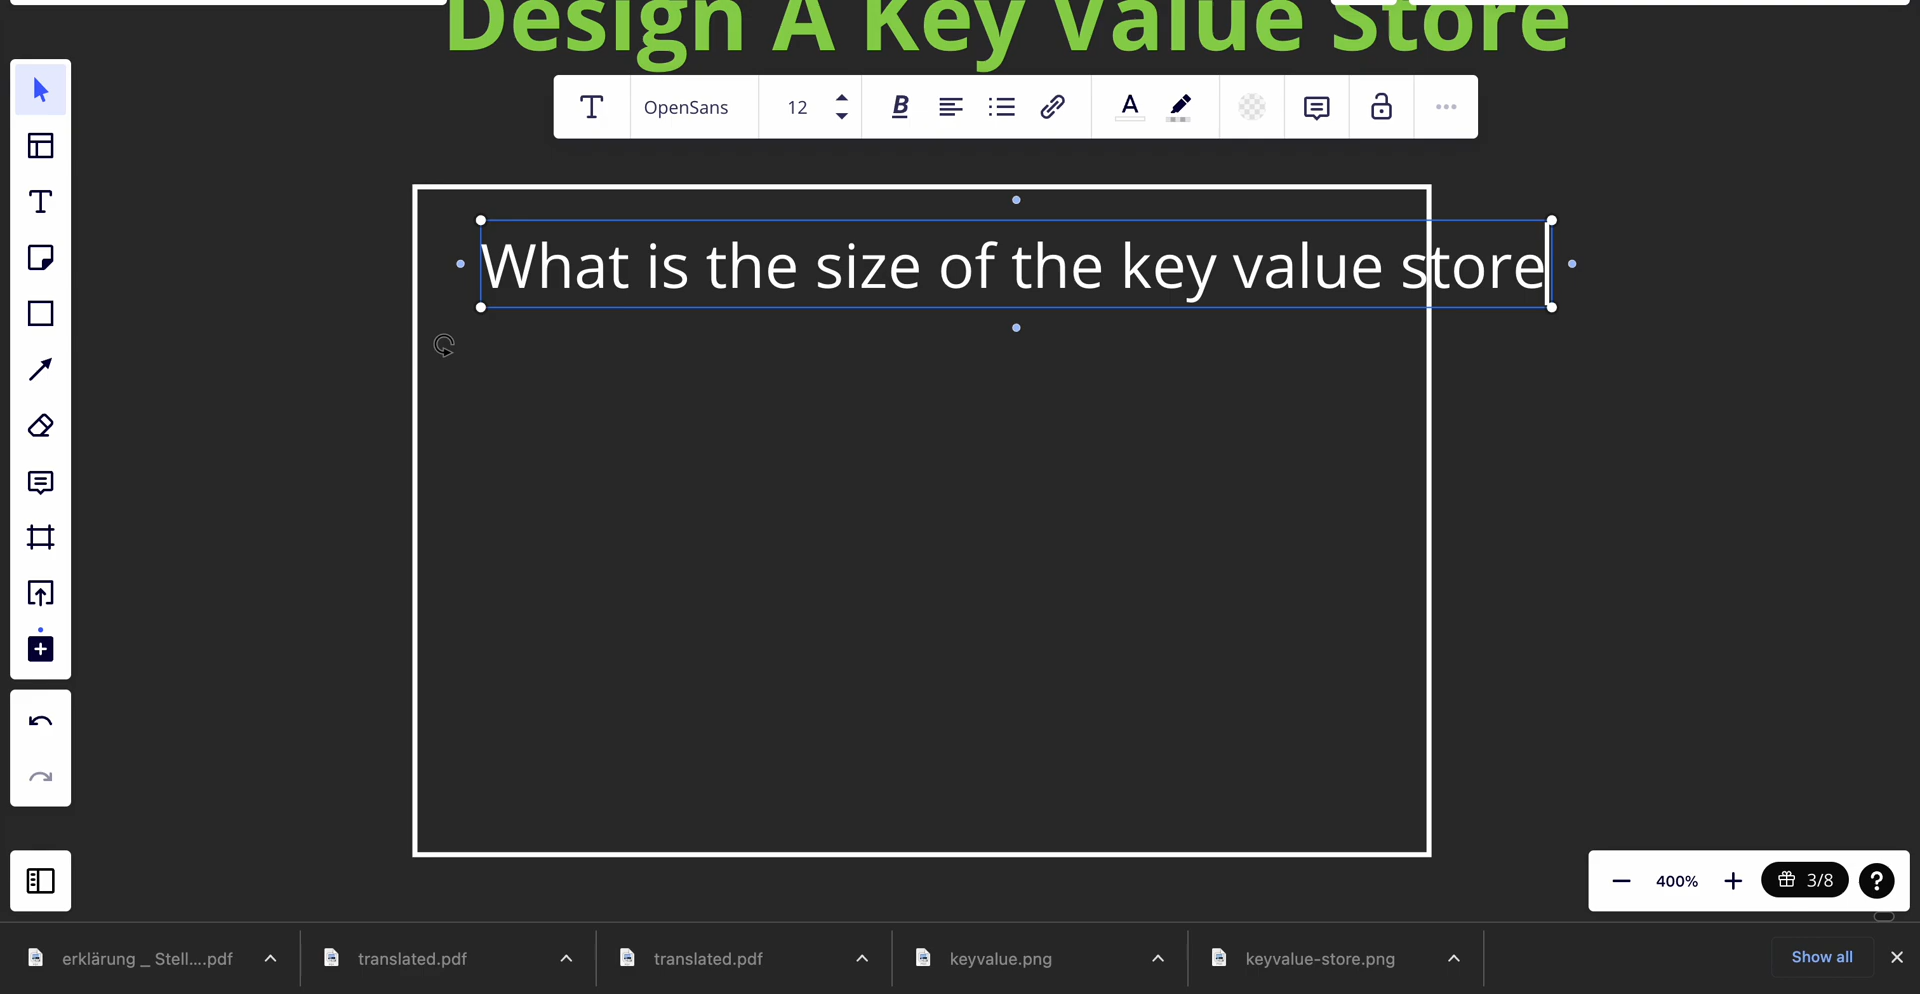 Design A Key Value Store
OpenSans
12
B
A
What is the size of the key value store
400%
3/8
?
erklärung _ Stell....pdf
translated.pdf
translated.pdf
keyvalue.png
keyvalue-store.png
Show all